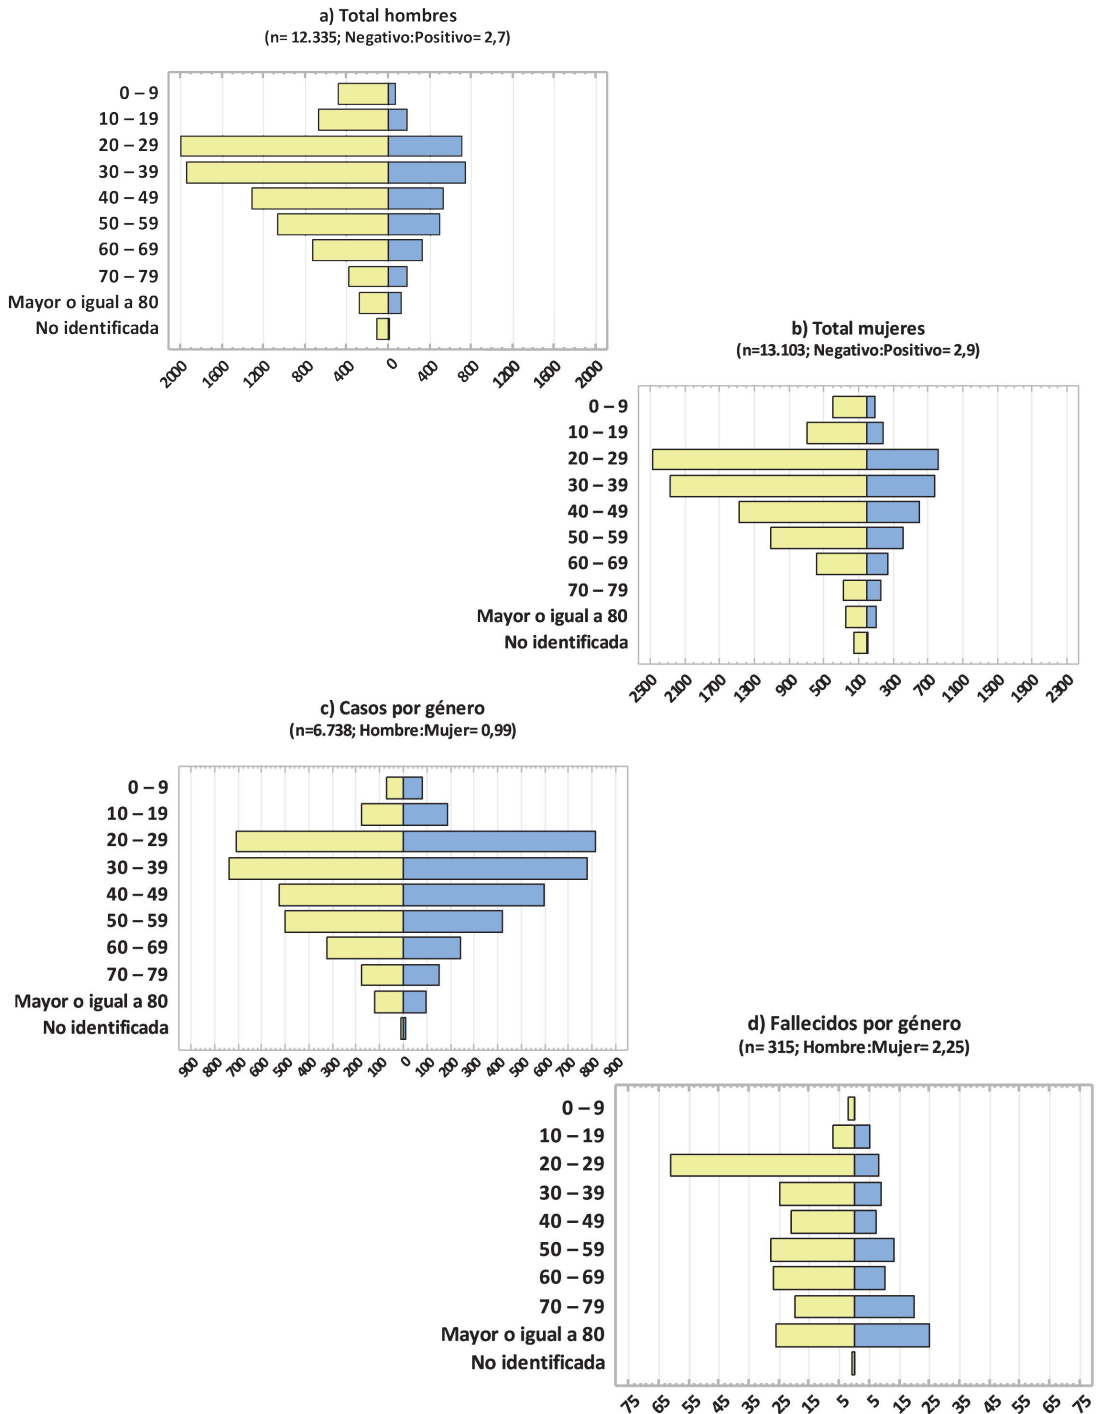 a) Total hombres
(n= 12.335; Negativo:Positivo= 2,7)
0 – 9
10 – 19
20 – 29
30 – 39
40 – 49
50 – 59
60 – 69
70 – 79
Mayor o igual a 80
No identificada
2000 1600 1200 800 400 0 400 800 1200 1600 2000
b) Total mujeres
(n=13.103; Negativo:Positivo= 2,9)
0 – 9
10 – 19
20 – 29
30 – 39
40 – 49
50 – 59
60 – 69
70 – 79
Mayor o igual a 80
No identificada
2500 2100 1700 1300 900 500 100 300 700 1100 1500 1900 2300
c) Casos por género
(n=6.738; Hombre:Mujer= 0,99)
0 – 9
10 – 19
20 – 29
30 – 39
40 – 49
50 – 59
60 – 69
70 – 79
Mayor o igual a 80
No identificada
900 800 700 600 500 400 300 200 100 0 100 200 300 400 500 600 700 800 900
d) Fallecidos por género
(n= 315; Hombre:Mujer= 2,25)
0 – 9
10 – 19
20 – 29
30 – 39
40 – 49
50 – 59
60 – 69
70 – 79
Mayor o igual a 80
No identificada
75 65 55 45 35 25 15 5 5 15 25 35 45 55 65 75